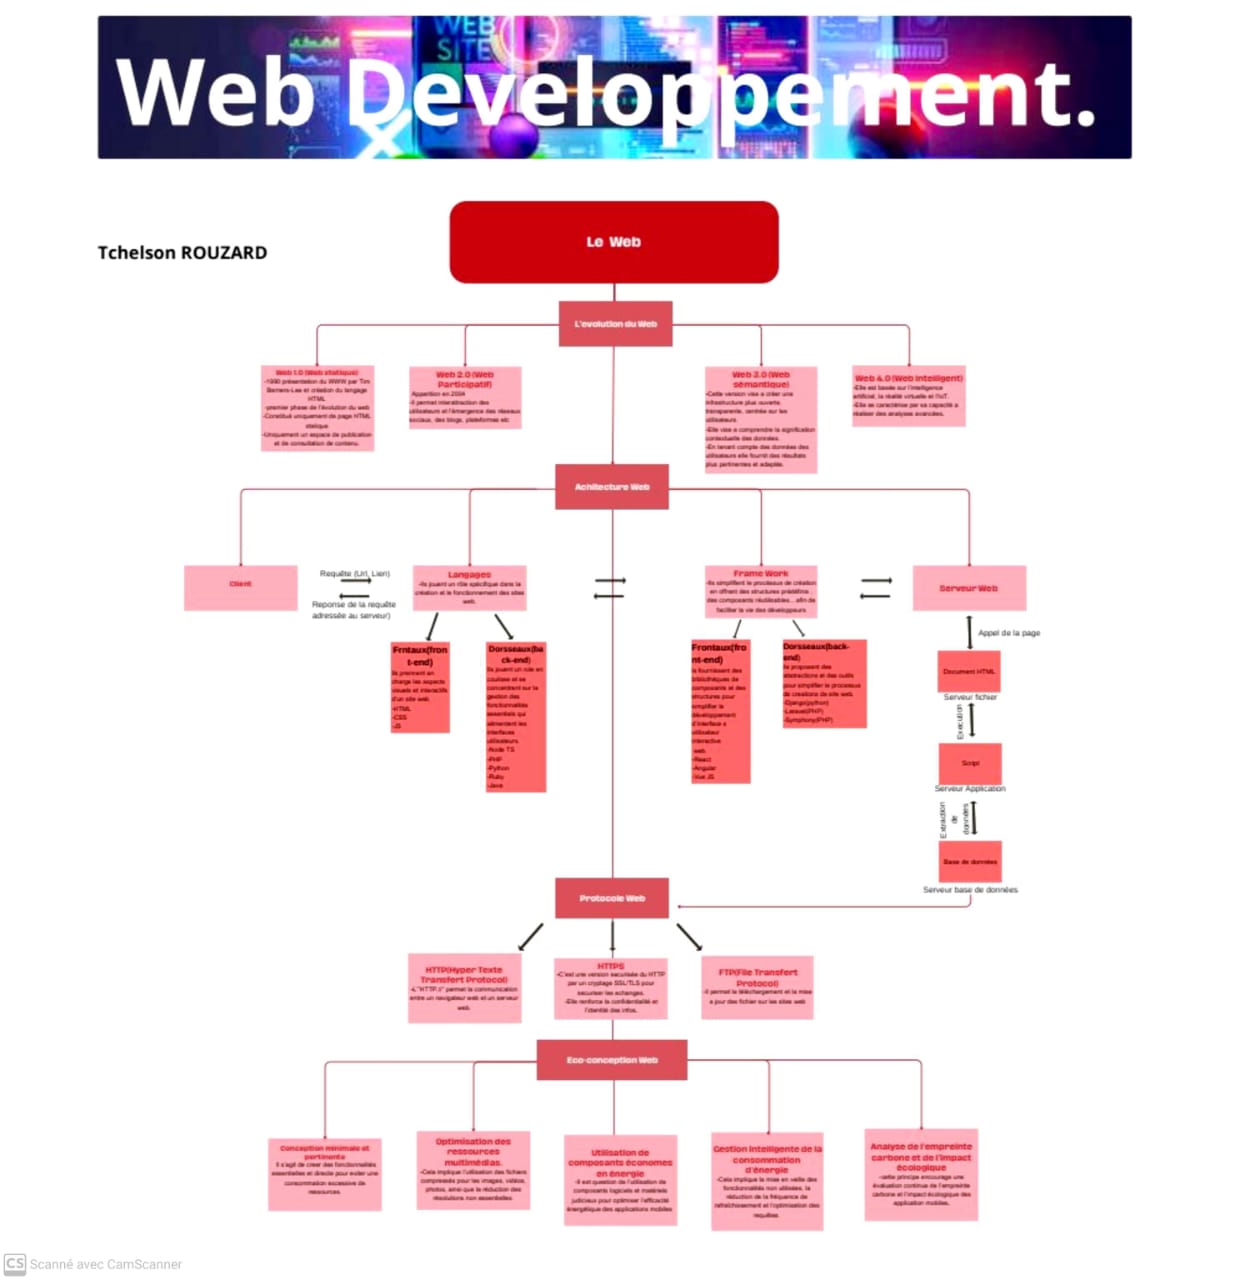 WEB
SITE
Web Developpement.
Tchelson ROUZARD
Le Web
L'evolution du Web
Web 1.0 (Web statique)
-1990 présentation du WWW par Tim
Berners-Lee et création du langage
HTML
-premier phase de l'évolution du web
-Constitué uniquement de page HTML
statique
-Uniquement un espace de publication
et de consultation de contenu.
Web 2.0 (Web
Participatif)
Apparition en 2004
-Il permet interattraction des
utilisateurs et l'émergence des réseaux
sociaux, des blogs, plateformes etc
Web 3.0 (Web
sémantique)
-Cette version vise a créer une
infrastructure plus ouverte,
transparente, centrée sur les
utilisateurs.
-Elle vise a comprendre la signification
contextuelle des données.
-En tenant compte des données des
utilisateurs elle fournit des résultats
plus pertinentes et adaptés.
Web 4.0 (Web intelligent)
-Elle est basée sur l'intelligence
artificial, la réalité virtuelle et l'IoT.
-Elle se caractérise par sa capacité a
réaliser des analyses avancées.
Achitecture Web
Client
Requête (Url, Lien)
Reponse de la requête
adressée au serveur)
Langages
-Ils jouent un rôle spécifique dans la
création et le fonctionnement des sites
web.
Frame Work
-Ils simplifient le processus de création
en offrant des structures prédéfinis ,
des composants réutilisables... afin de
faciliter la vie des développeurs
Serveur Web
Appel de la page
Frntaux(fron
t-end)
Ils prennent en
charge les aspects
visuels et interactifs
d'un site web.
-HTML
-CSS
-JS
Dorsseaux(ba
ck-end)
Ils jouent un role en
coulisse et se
concentrent sur la
gestion des
fonctionnalités
essentiels qui
alimentent les
interfaces
utilisateurs.
-Node TS
-PHP
-Python
-Ruby
-Java
Frontaux(fro
nt-end)
Is fournissent des
bibliothèques de
composants et des
structures pour
simplifier le
développement
d'interface s
utilisateur
interactive
web.
-React
-Angular
-Vue JS
Dorsseaux(back-
end)
Is proposent des
abstractions et des outils
pour simplifier le processus
de creations de site web.
-Django(python)
-Laravel(PHP)
-Symphony(PHP)
Document HTML
Serveur fichier
Execution
Script
Serveur Application
Extraction
de
données
Base de données
Serveur base de données
Protocole Web
HTTP(Hyper Texte
Transfert Protocol)
-L'"HTTP://" permet la communication
entre un navigateur web et un serveur
web.
HTTPS
-C'est une version securisée du HTTP
par un cryptage SSL/TLS pour
securiser les echanges.
-Elle renforce la confidentialité et
l'identité des infos.
FTP(File Transfert
Protocol)
-Il permet le téléchargement et la mise
a jour des fichier sur les sites web
Eco-conception Web
Conception minimale et
pertinente
Il s'agit de creer des fonctionnalités
essentielles et directe pour eviter une
consommation excessive de
ressources
Optimisation des
ressources
multimédias.
-Cela implique l'utilisation des fichiers
compressés pour les images, vidéos,
photos, ainsi que la réduction des
résolutions non essentielles
Utilisation de
composants économes
en énergie
-Il est question de l'utilisation de
composants logiciels et matériels
judicieux pour optimiser l'efficacité
énergétique des applications mobiles
Gestion intelligente de la
consommation
d'énergie
-Cela implique la mise en veille des
fonctionnalités non utilisées, la
réduction de la fréquence de
rafraîchissement et l'optimisation des
requêtes
Analyse de l'empreinte
carbone et de l'impact
écologique
-cette principe encourage une
évaluation continue de l'empreinte
carbone et l'impact écologique des
application mobiles.
CS Scanné avec CamScanner